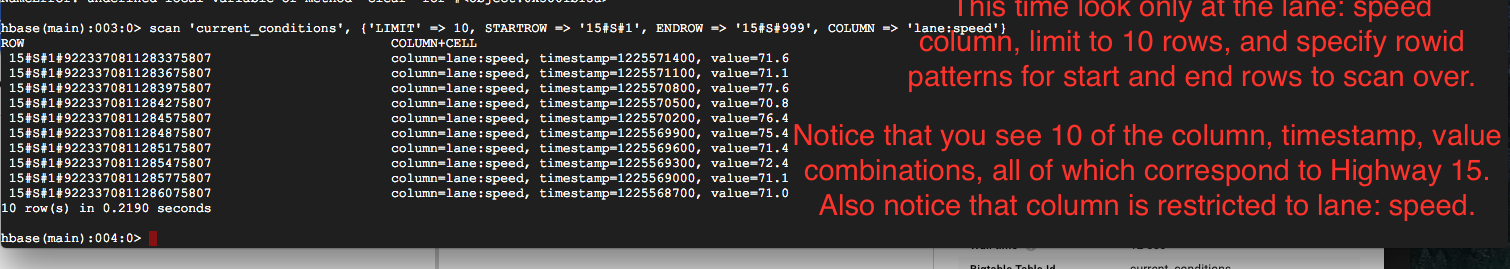 NameError: undefined local variable or method 'clear' for #<Object:0x5001b15a>
This time look only at the lane: speed
hbase(main):003:0> scan 'current_conditions', {'LIMIT' => 10, STARTROW => '15#S#1', ENDROW => '15#S#999', COLUMN => 'lane:speed'}
column, limit to 10 rows, and specify rowid
patterns for start and end rows to scan over.
ROW COLUMN+CELL
15#S#1#9223370811283375807 column=lane:speed, timestamp=1225571400, value=71.6
15#S#1#9223370811283675807 column=lane:speed, timestamp=1225571100, value=71.1
15#S#1#9223370811283975807 column=lane:speed, timestamp=1225570800, value=77.6
15#S#1#9223370811284275807 column=lane:speed, timestamp=1225570500, value=70.8
15#S#1#9223370811284575807 column=lane:speed, timestamp=1225570200, value=76.4
15#S#1#9223370811284875807 column=lane:speed, timestamp=1225569900, value=75.4
15#S#1#9223370811285175807 column=lane:speed, timestamp=1225569600, value=71.4
15#S#1#9223370811285475807 column=lane:speed, timestamp=1225569300, value=72.4
15#S#1#9223370811285775807 column=lane:speed, timestamp=1225569000, value=71.1
15#S#1#9223370811286075807 column=lane:speed, timestamp=1225568700, value=71.0
10 row(s) in 0.2190 seconds
Notice that you see 10 of the column, timestamp, value
combinations, all of which correspond to Highway 15.
Also notice that column is restricted to lane: speed.
hbase(main):004:0>
Bigtable Table Id current_conditions